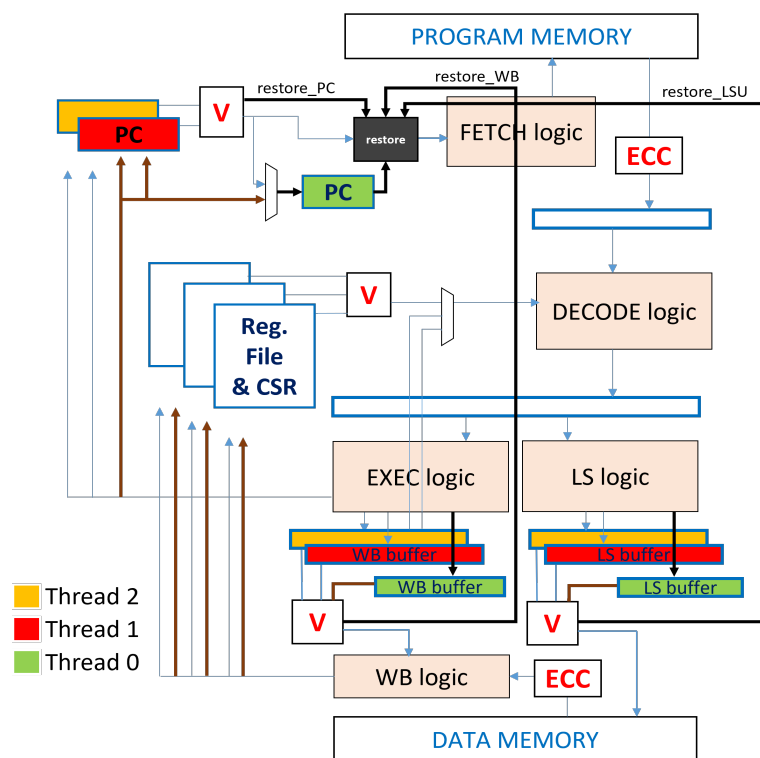 PROGRAM MEMORY
restore_PC
restore_WB
restore_LSU
V
PC
restore
FETCH logic
ECC
PC
V
Reg.
File
& CSR
DECODE logic
EXEC logic
LS logic
WB buffer
LS buffer
WB buffer
LS buffer
Thread 2
Thread 1
Thread 0
V
V
WB logic
ECC
DATA MEMORY